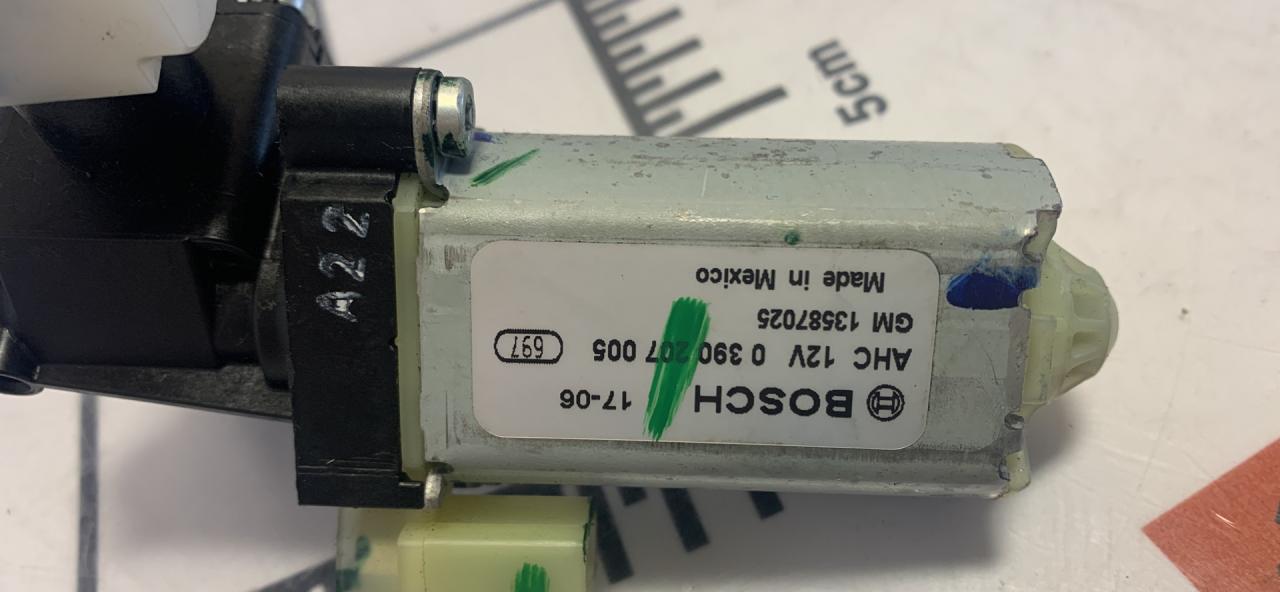 BOSCH 17-06
AHC 12V 0 390 207 005 697
GM 13587025
Made in Mexico
A22
5cm